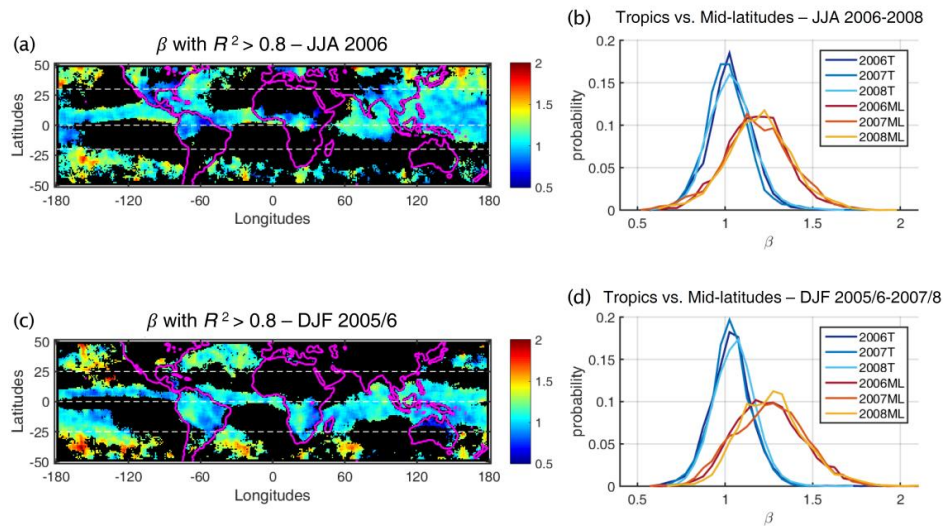 (a)
β with R² > 0.8 – JJA 2006
50
25
0
-25
-50
Latitudes
-180
-120
-60
0
60
120
180
Longitudes
2
1.5
1
0.5
(b)
Tropics vs. Mid-latitudes – JJA 2006-2008
0.2
0.15
0.1
0.05
0
probability
0.5
1
1.5
2
β
2006T
2007T
2008T
2006ML
2007ML
2008ML
(c)
β with R² > 0.8 – DJF 2005/6
50
25
0
-25
-50
Latitudes
-180
-120
-60
0
60
120
180
Longitudes
2
1.5
1
0.5
(d)
Tropics vs. Mid-latitudes – DJF 2005/6-2007/8
0.2
0.15
0.1
0.05
0
probability
0.5
1
1.5
2
β
2006T
2007T
2008T
2006ML
2007ML
2008ML